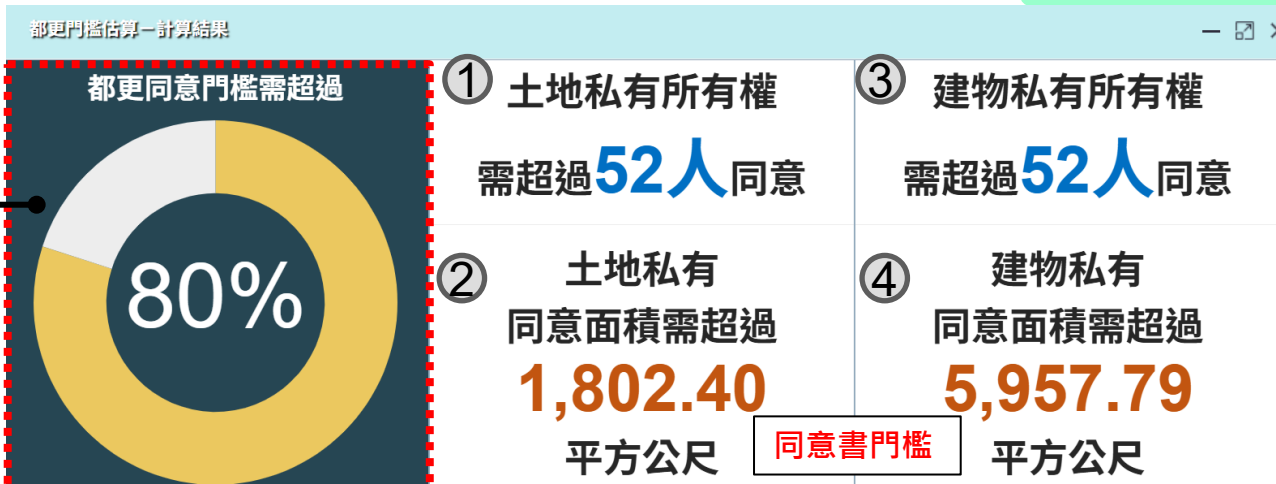 都更門檻估算－計算結果
都更同意門檻需超過
80%
①
土地私有所有權
需超過52人同意
②
土地私有
同意面積需超過
1,802.40
平方公尺
③
建物私有所有權
需超過52人同意
④
建物私有
同意面積需超過
5,957.79
平方公尺
同意書門檻